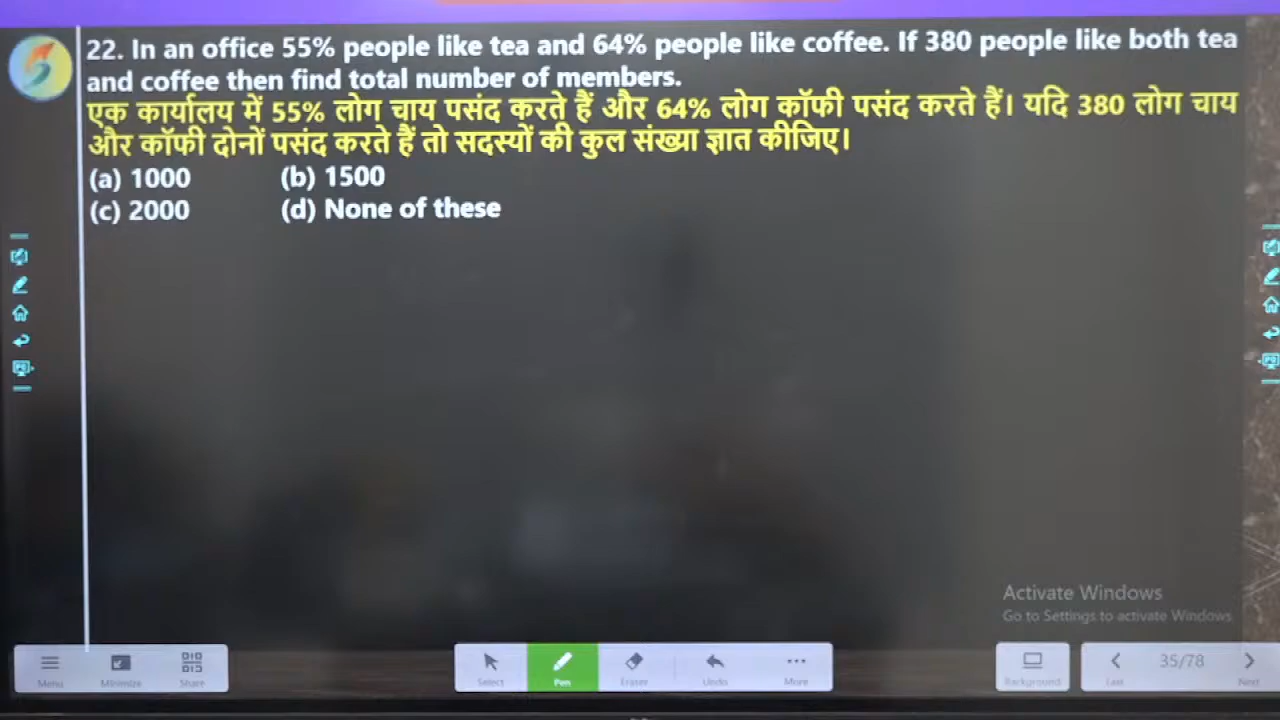 22. In an office 55% people like tea and 64% people like coffee. If 380 people like both tea
and coffee then find total number of members.
एक कार्यालय में 55% लोग चाय पसंद करते हैं और 64% लोग कॉफी पसंद करते हैं। यदि 380 लोग चाय
और कॉफी दोनों पसंद करते हैं तो सदस्यों की कुल संख्या ज्ञात कीजिए।
(a) 1000 (b) 1500
(c) 2000 (d) None of these
Activate Windows
Go to Settings to activate Windows
35/78
Menu Minimize Share Select Pen Eraser Undo More Background Last Next